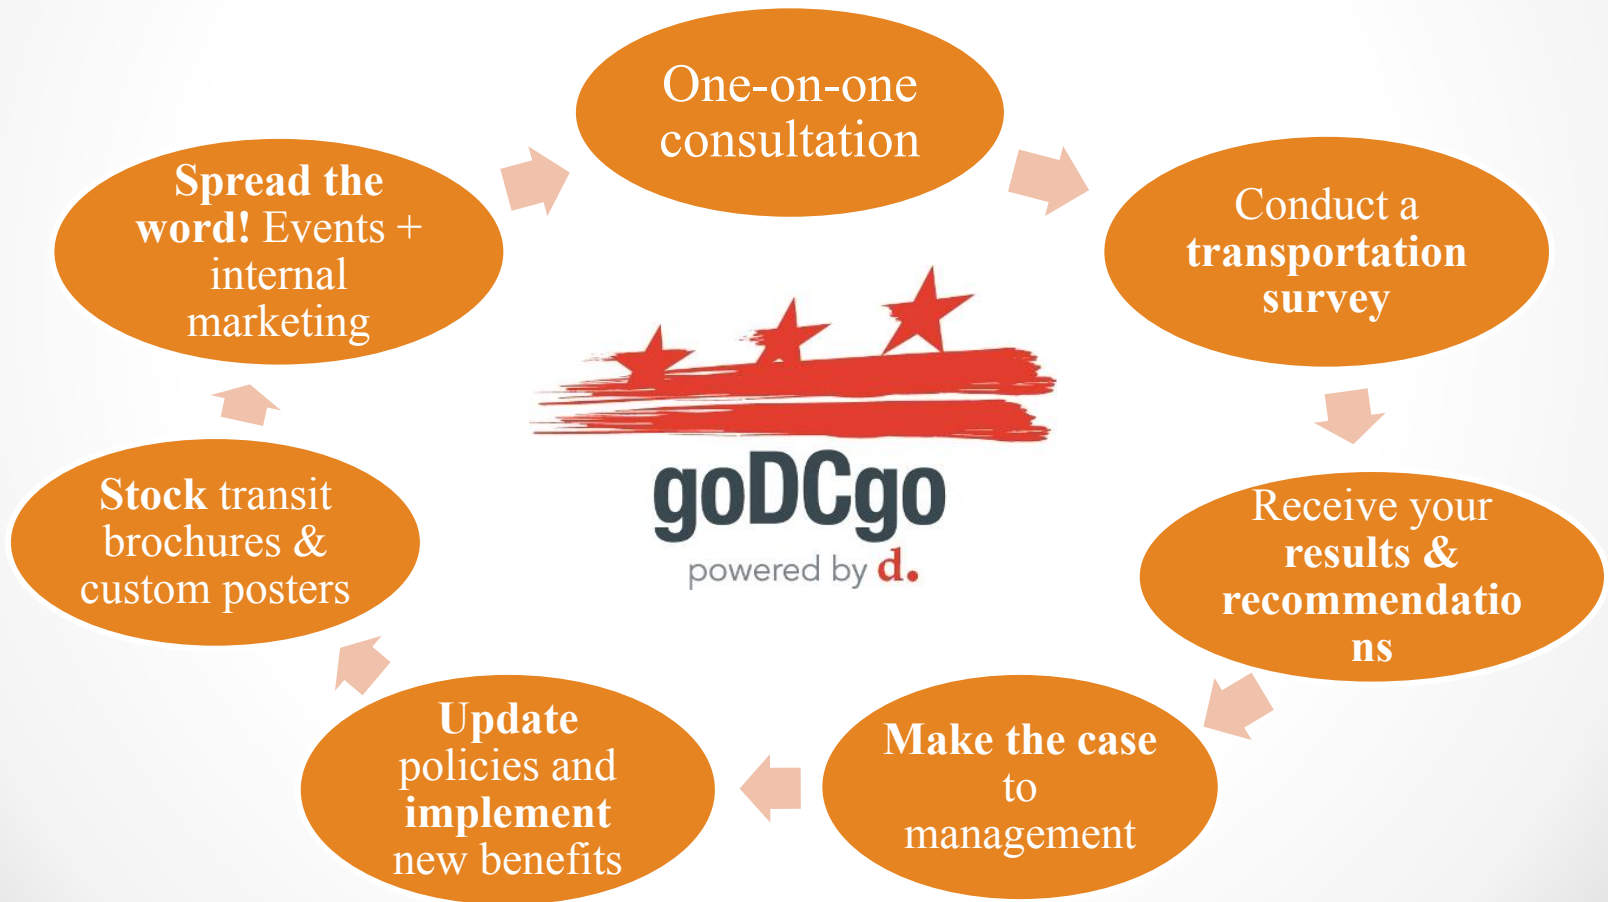 One-on-one
consultation
Conduct a
transportation
survey
Receive your
results &
recommendatio
ns
Make the case
to
management
Update
policies and
implement
new benefits
Stock transit
brochures &
custom posters
Spread the
word! Events +
internal
marketing
goDCgo
powered by d.